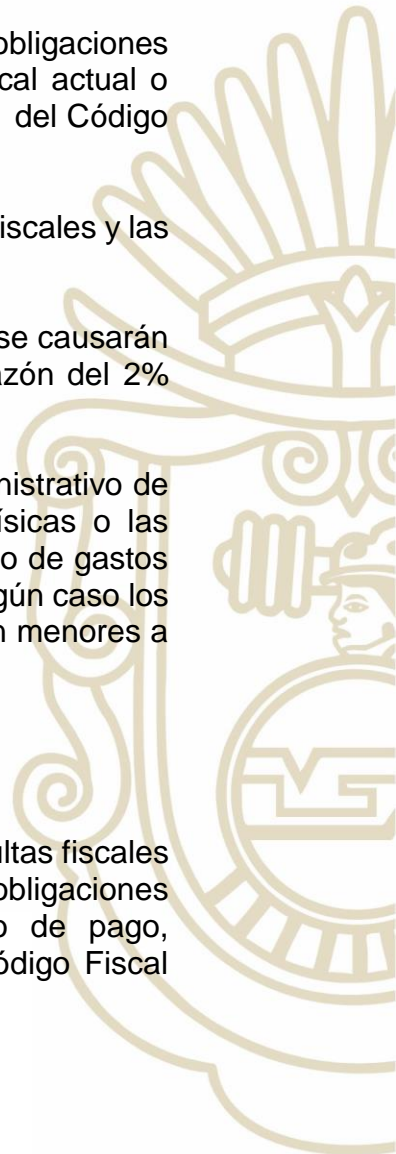 obligaciones
cal actual o
del Código
iscales y las
se causarán
azón del 2%
nistrativo de
ísicas o las
o de gastos
gún caso los
n menores a
ultas fiscales
obligaciones
o de pago,
ódigo Fiscal